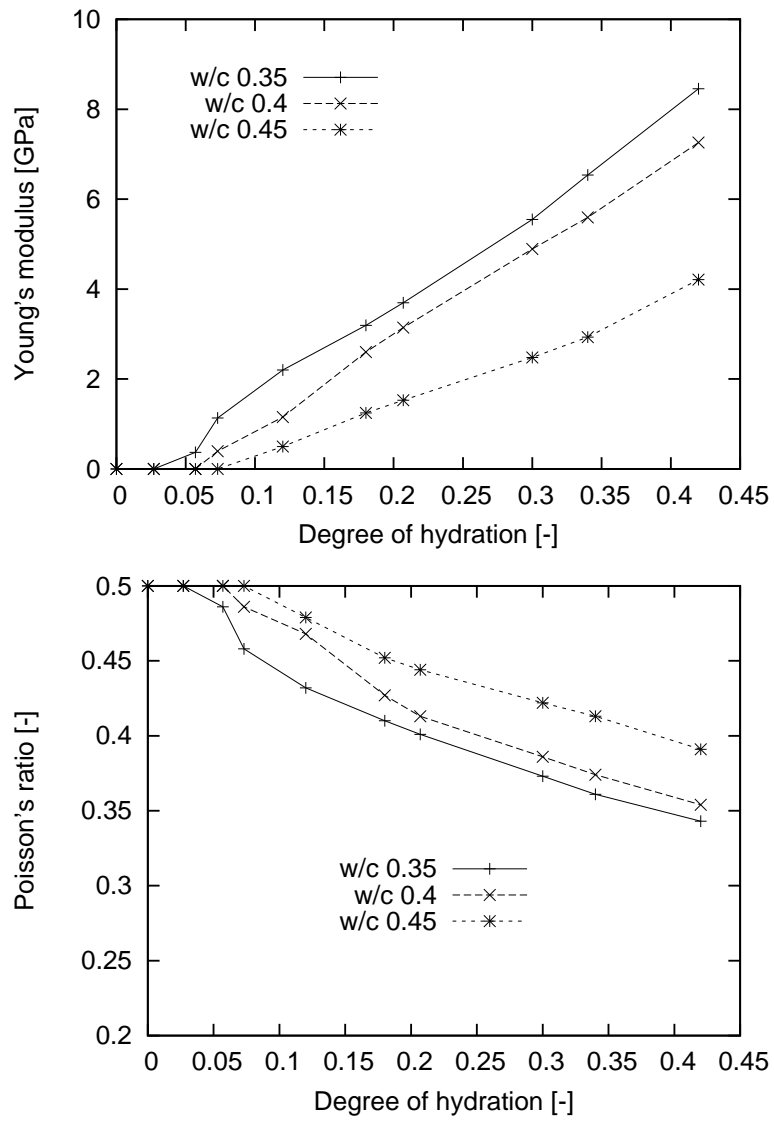 10
8
6
4
2
0
Young's modulus [GPa]
w/c 0.35
w/c 0.4
w/c 0.45
0 0.05 0.1 0.15 0.2 0.25 0.3 0.35 0.4 0.45
Degree of hydration [-]
0.5
0.45
0.4
0.35
0.3
0.25
0.2
Poisson's ratio [-]
w/c 0.35
w/c 0.4
w/c 0.45
0 0.05 0.1 0.15 0.2 0.25 0.3 0.35 0.4 0.45
Degree of hydration [-]